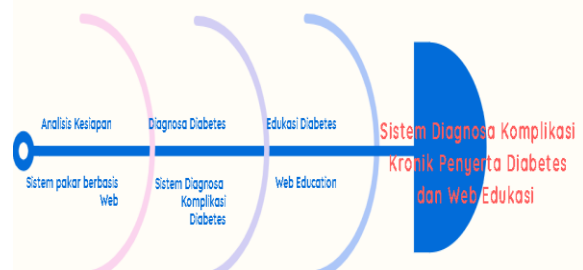 Analisis Kesiapan
Diagnosa Diabetes
Edukasi Diabetes
Sistem pakar berbasis
Web
Sistem Diagnosa
Komplikasi
Diabetes
Web Education
Sistem Diagnosa Komplikasi
Kronik Penyerta Diabetes
dan Web Edukasi